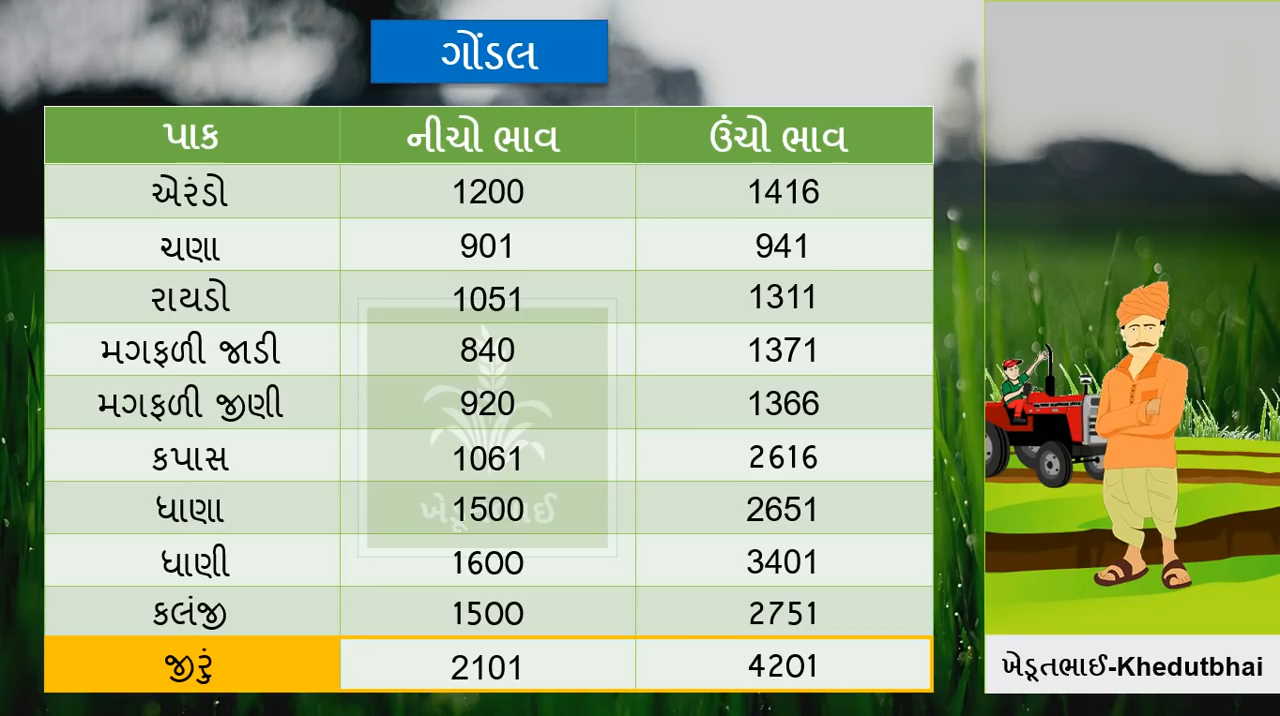 ગોંડલ
પાક નીચો ભાવ ઉંચો ભાવ
એરંડો 1200 1416
ચણા 901 941
રાયડો 1051 1311
મગફળી જાડી 840 1371
મગફળી જીણી 920 1366
કપાસ 1061 2616
ધાણા 1500 2651
ધાણી 1600 3401
કલંજી 1500 2751
જીરું 2101 4201
ખેડૂતભાઈ
ખેડૂતભાઈ-Khedutbhai